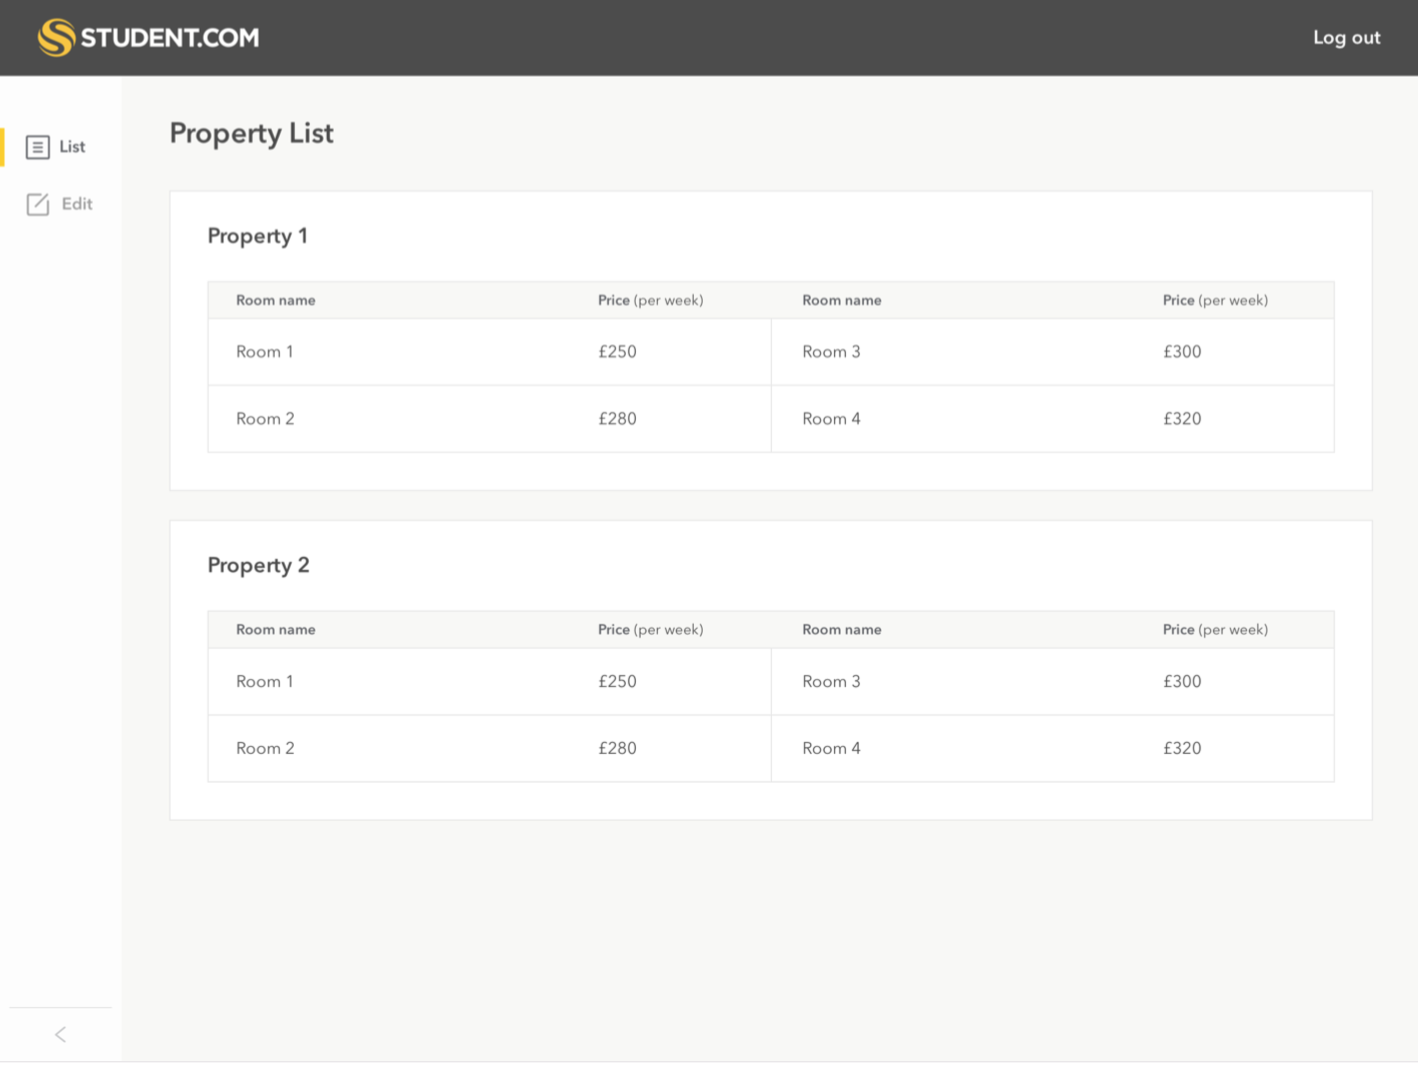 STUDENT.COM
Log out
List
Edit
Property List
Property 1
Room name Price (per week) Room name Price (per week)
Room 1 £250 Room 3 £300
Room 2 £280 Room 4 £320
Property 2
Room name Price (per week) Room name Price (per week)
Room 1 £250 Room 3 £300
Room 2 £280 Room 4 £320